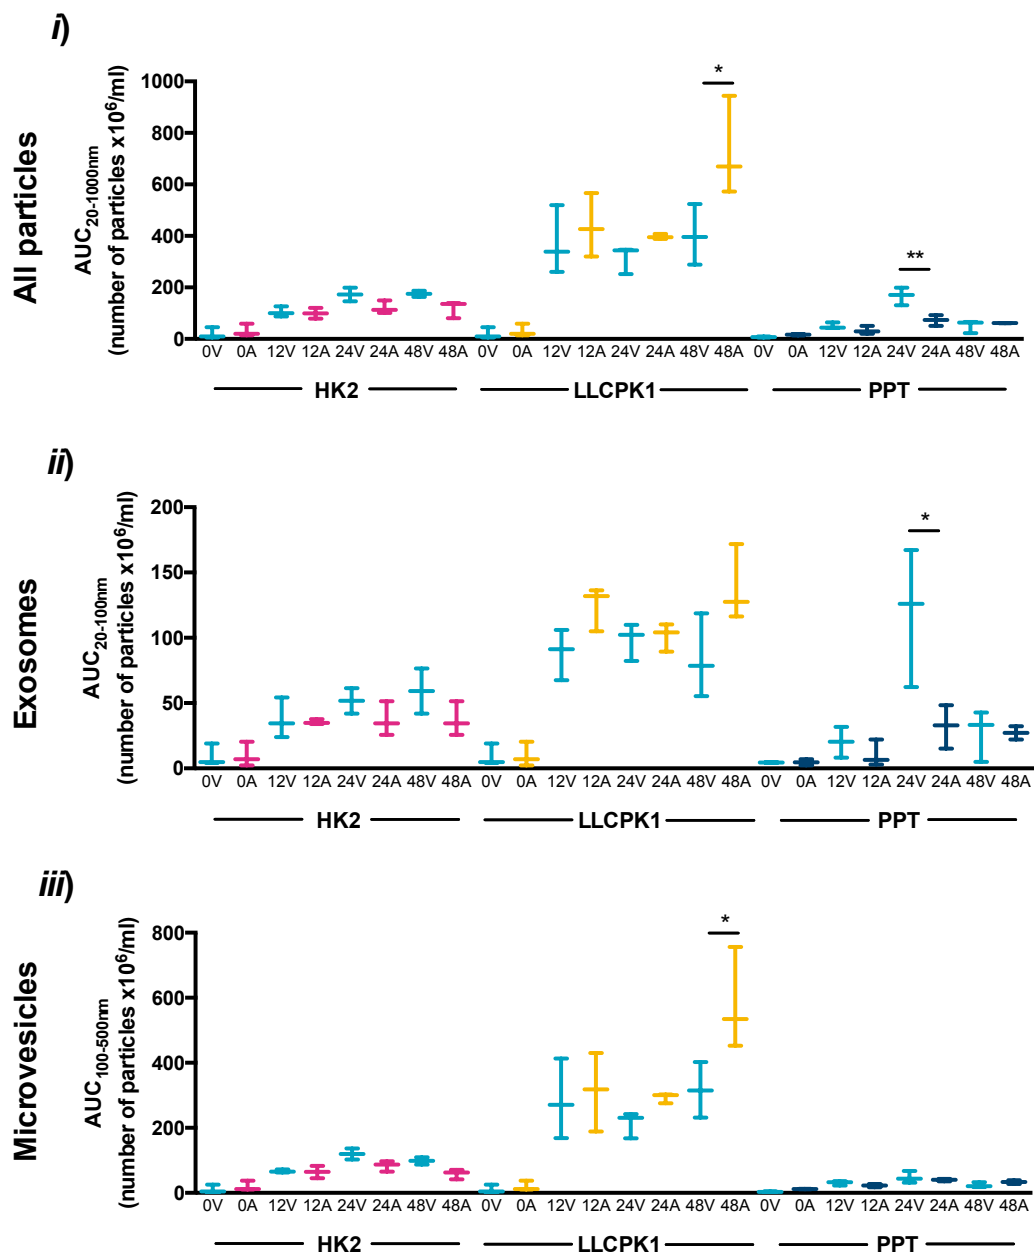 i)
All particles
AUC20-1000nm
(number of particles x10^6/ml)
*
**
1000
800
600
400
200
0
0V 0A 12V 12A 24V 24A 48V 48A 0V 0A 12V 12A 24V 24A 48V 48A 0V 0A 12V 12A 24V 24A 48V 48A
HK2 LLCPK1 PPT
ii)
Exosomes
AUC20-100nm
(number of particles x10^6/ml)
*
200
150
100
50
0
0V 0A 12V 12A 24V 24A 48V 48A 0V 0A 12V 12A 24V 24A 48V 48A 0V 0A 12V 12A 24V 24A 48V 48A
HK2 LLCPK1 PPT
iii)
Microvesicles
AUC100-500nm
(number of particles x10^6/ml)
*
800
600
400
200
0
0V 0A 12V 12A 24V 24A 48V 48A 0V 0A 12V 12A 24V 24A 48V 48A 0V 0A 12V 12A 24V 24A 48V 48A
HK2 LLCPK1 PPT